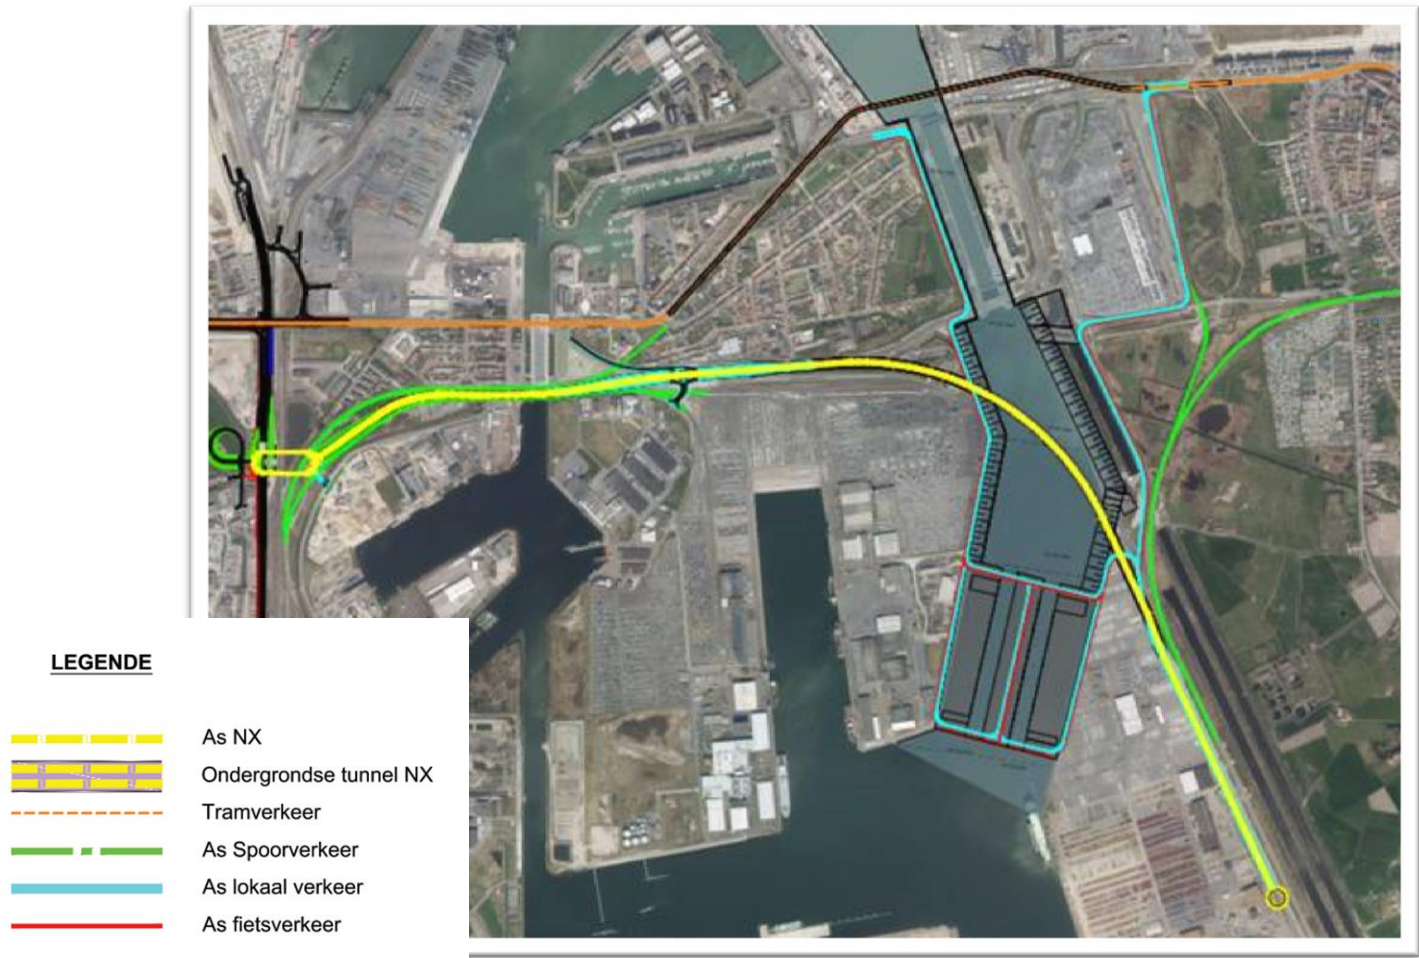 LEGENDE
As NX
Ondergrondse tunnel NX
Tramverkeer
As Spoorverkeer
As lokaal verkeer
As fietsverkeer